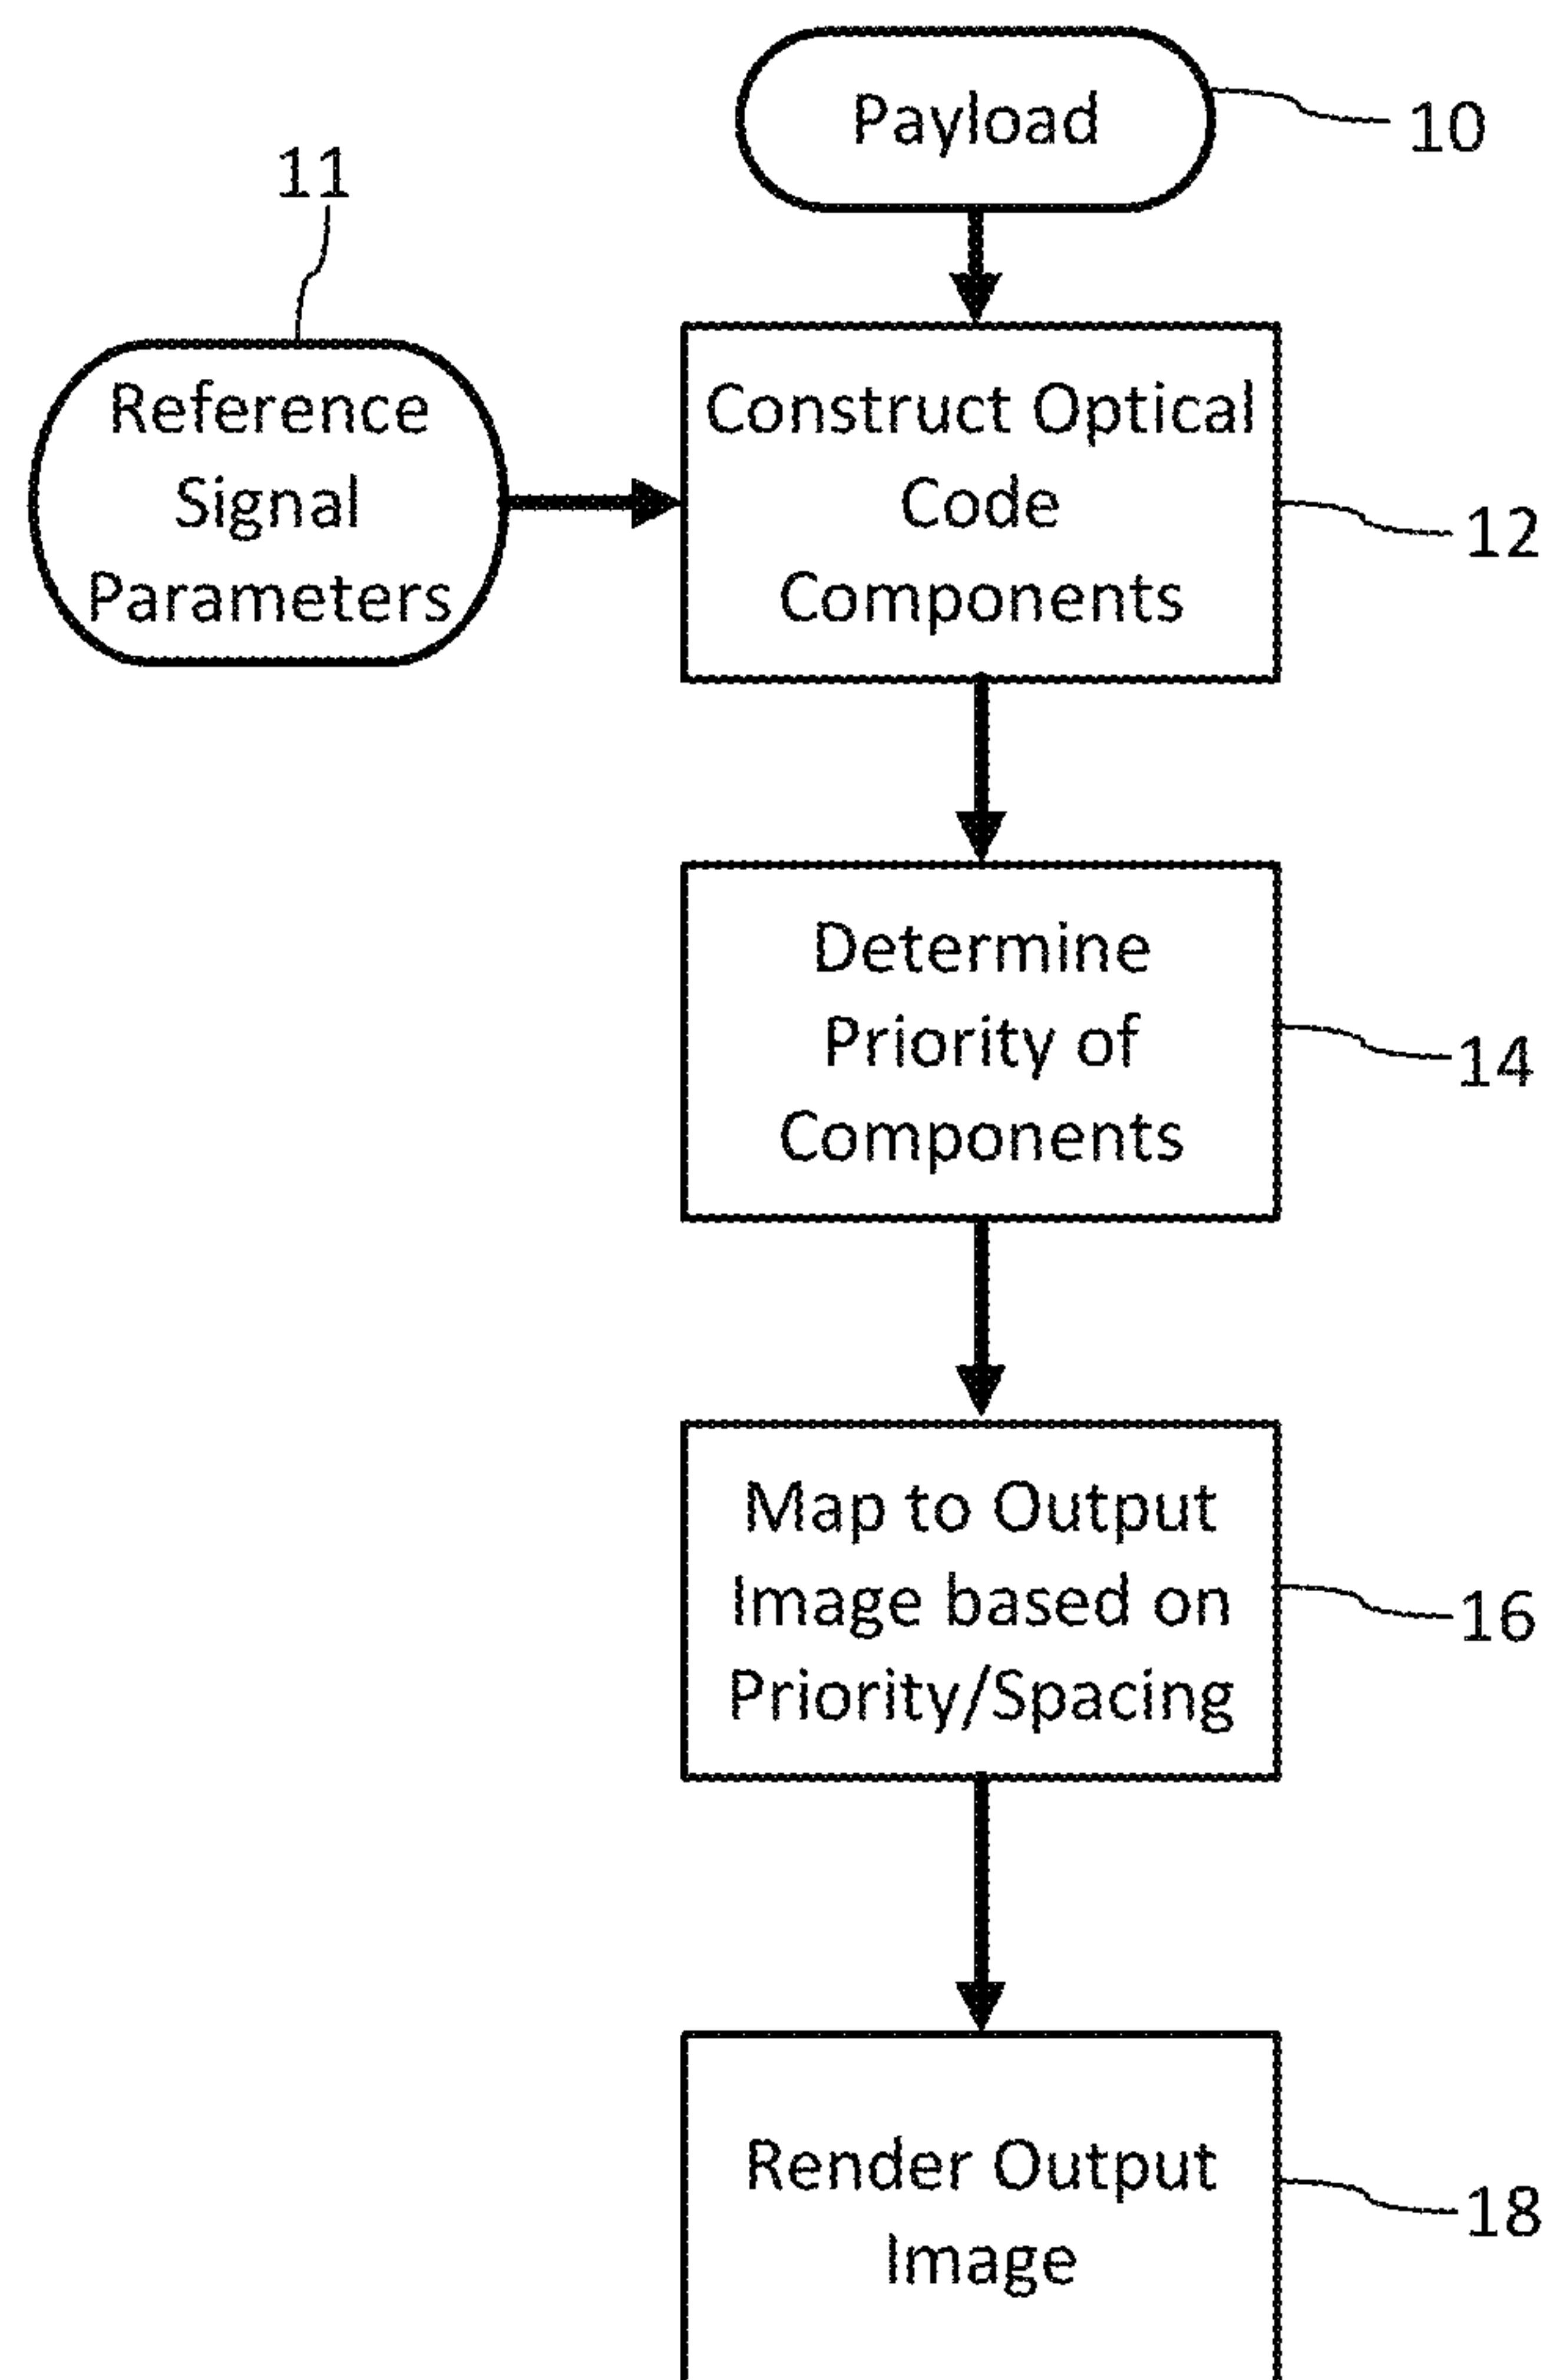 Payload
10
11
Reference
Signal
Parameters
Construct Optical
Code
Components
12
Determine
Priority of
Components
14
Map to Output
Image based on
Priority/Spacing
16
Render Output
Image
18